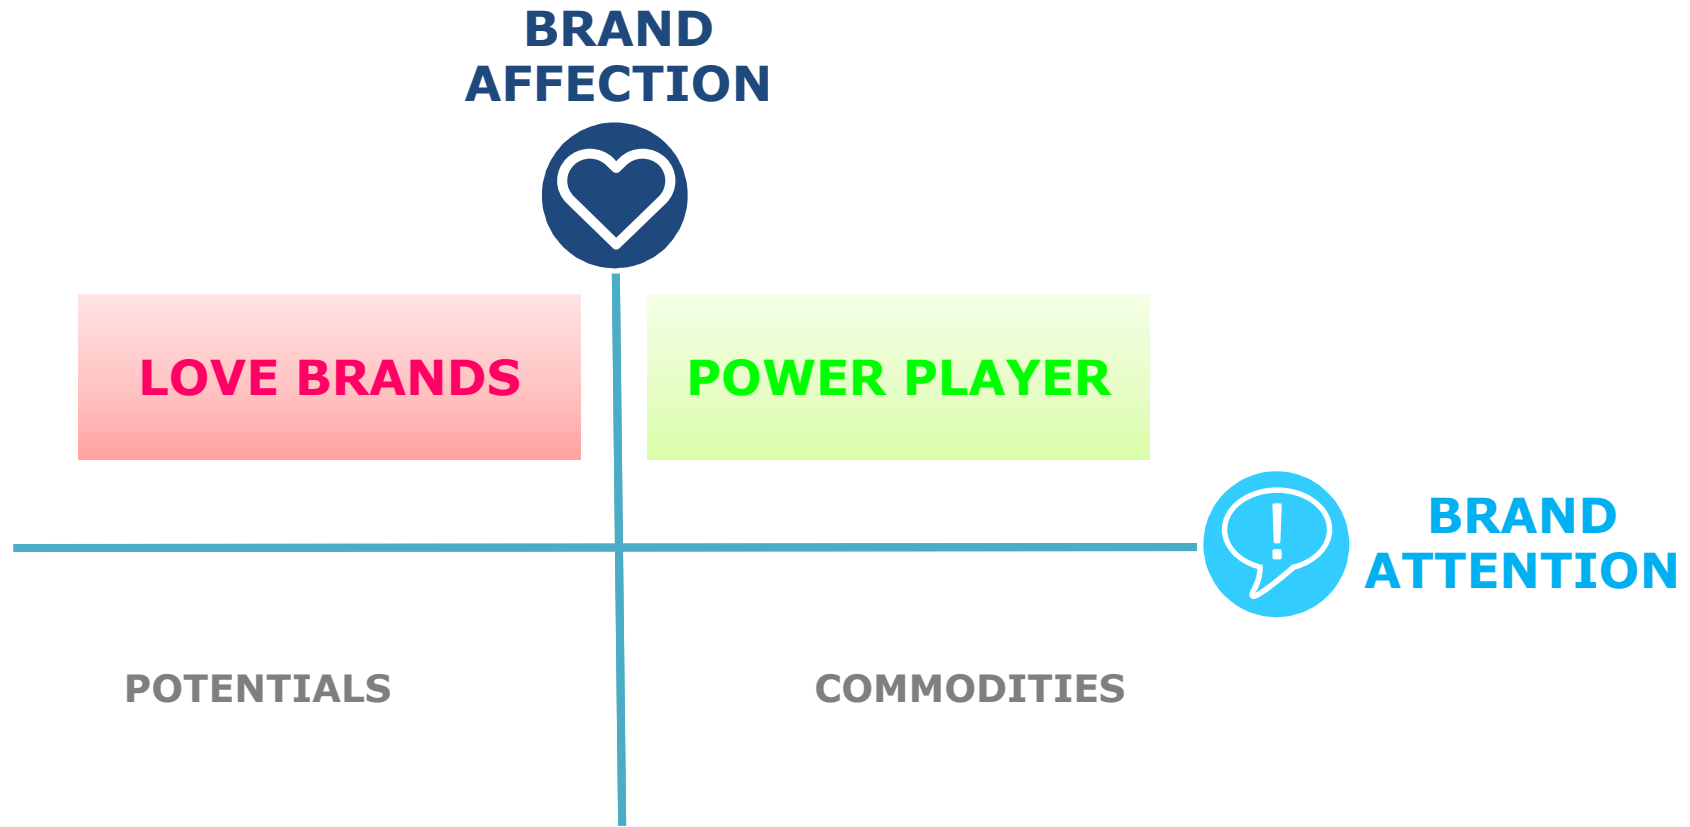 BRAND
AFFECTION
LOVE BRANDS
POWER PLAYER
!
BRAND
ATTENTION
POTENTIALS
COMMODITIES